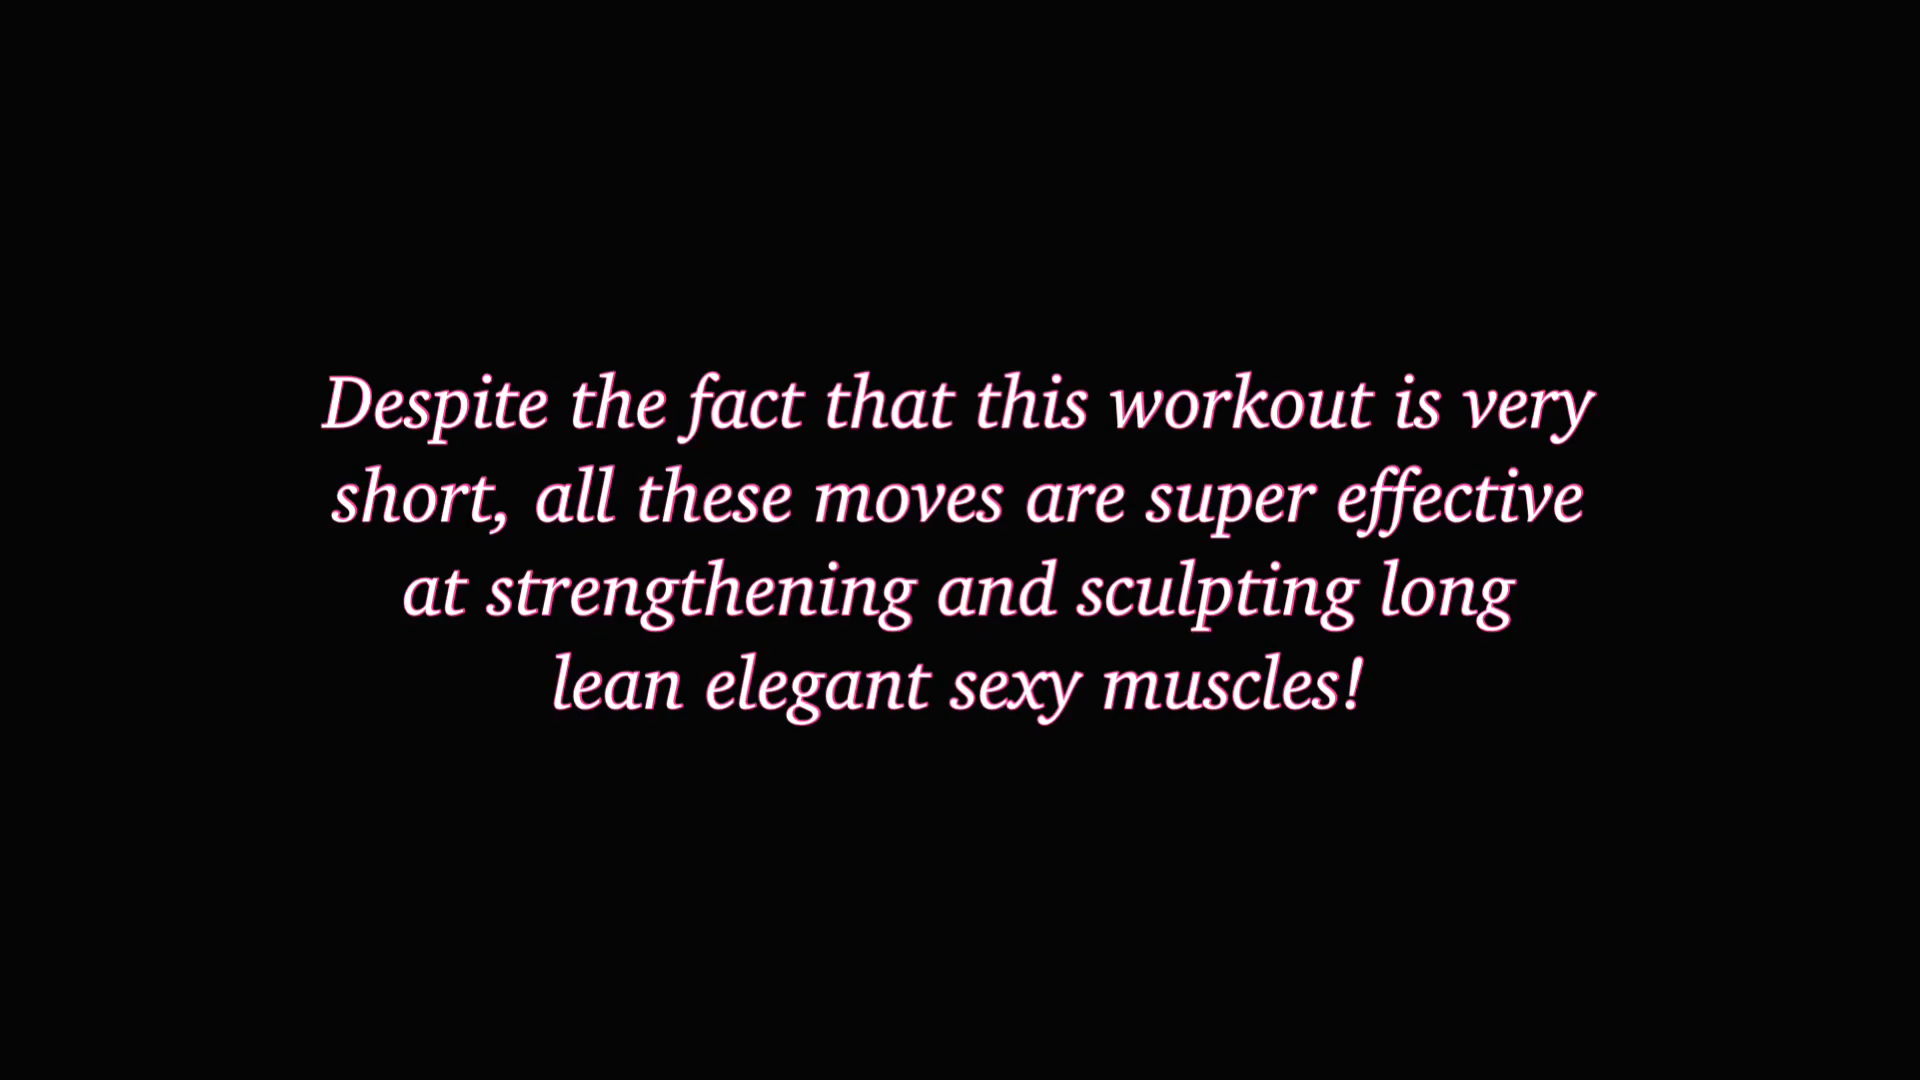 Despite the fact that this workout is very
short, all these moves are super effective
at strengthening and sculpting long
lean elegant sexy muscles!